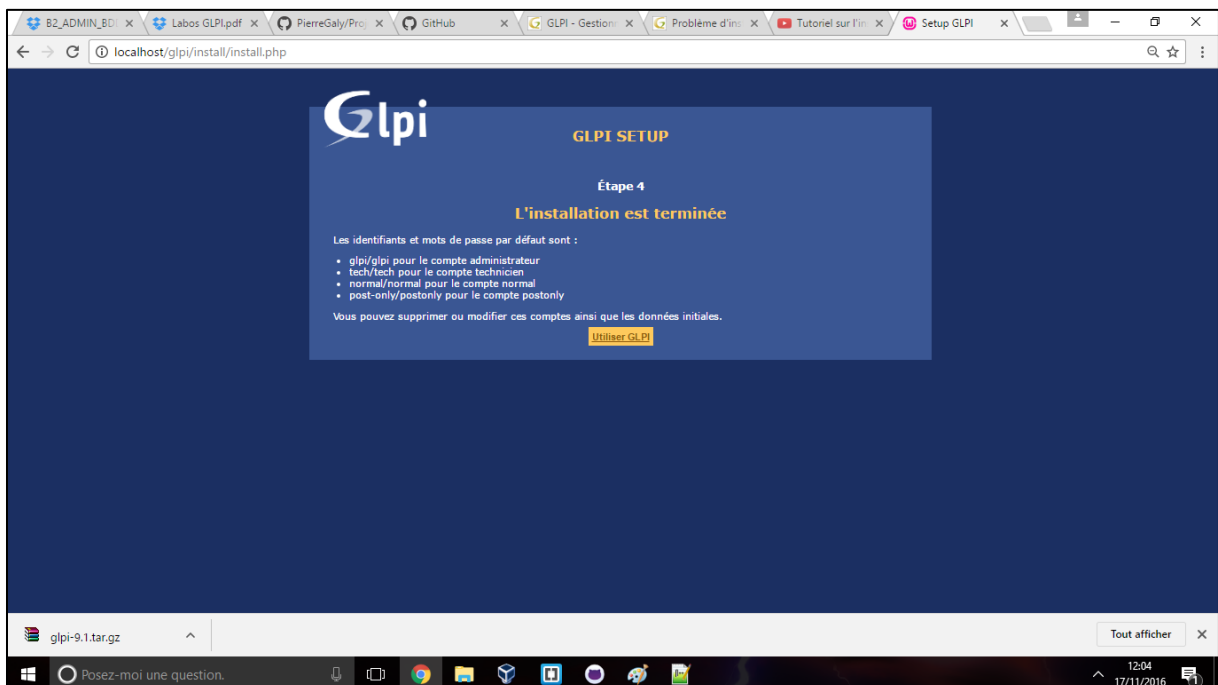 B2_ADMIN_BD
Labos GLPI.pdf
PierreGaly/Proj
GitHub
GLPI - Gestionn
Problème d'ins
Tutoriel sur l'in
Setup GLPI
localhost/glpi/install/install.php
Glpi
GLPI SETUP
Étape 4
L'installation est terminée
Les identifiants et mots de passe par défaut sont :
• glpi/glpi pour le compte administrateur
• tech/tech pour le compte technicien
• normal/normal pour le compte normal
• post-only/postonly pour le compte postonly
Vous pouvez supprimer ou modifier ces comptes ainsi que les données initiales.
Utiliser GLPI
glpi-9.1.tar.gz
Tout afficher
Posez-moi une question.
12:04
17/11/2016